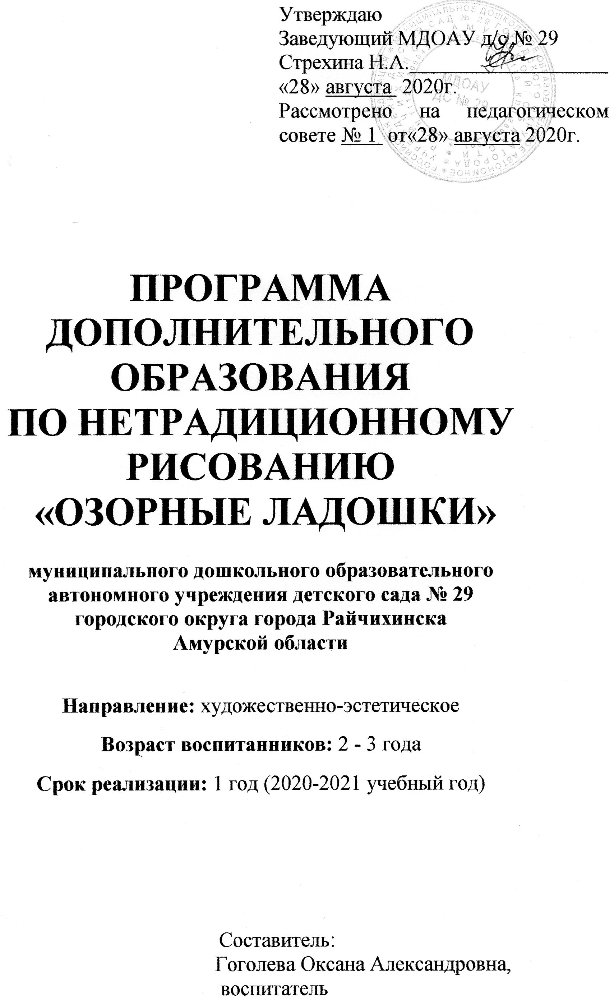 Утверждаю
Заведующий МДОАУ д/с № 29
Стрехина Н.А.
«28» августа 2020г.
Рассмотрено на педагогическом
совете № 1 от«28» августа 2020г.
МДОАУ
ДС № 29
ПРОГРАММА
ДОПОЛНИТЕЛЬНОГО
ОБРАЗОВАНИЯ
ПО НЕТРАДИЦИОННОМУ
РИСОВАНИЮ
«ОЗОРНЫЕ ЛАДОШКИ»
муниципального дошкольного образовательного
автономного учреждения детского сада № 29
городского округа города Райчихинска
Амурской области
Направление: художественно-эстетическое
Возраст воспитанников: 2 - 3 года
Срок реализации: 1 год (2020-2021 учебный год)
Составитель:
Гоголева Оксана Александровна,
воспитатель